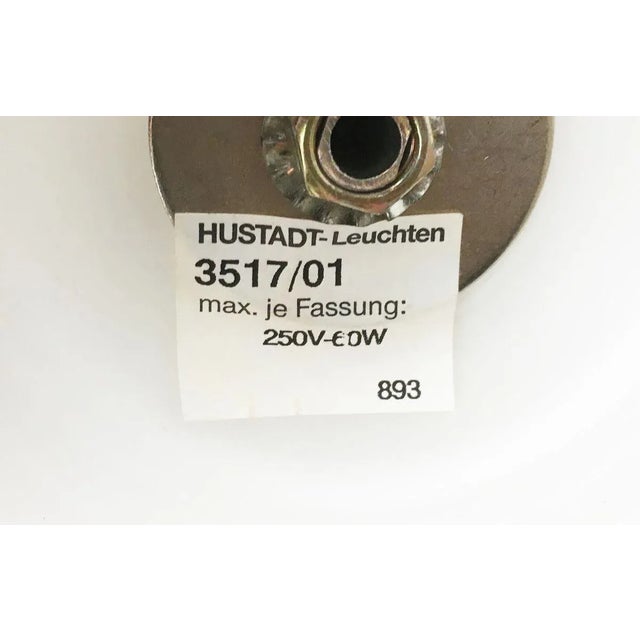 HUSTADT-Leuchten
3517/01
max. je Fassung:
250V-60W
893